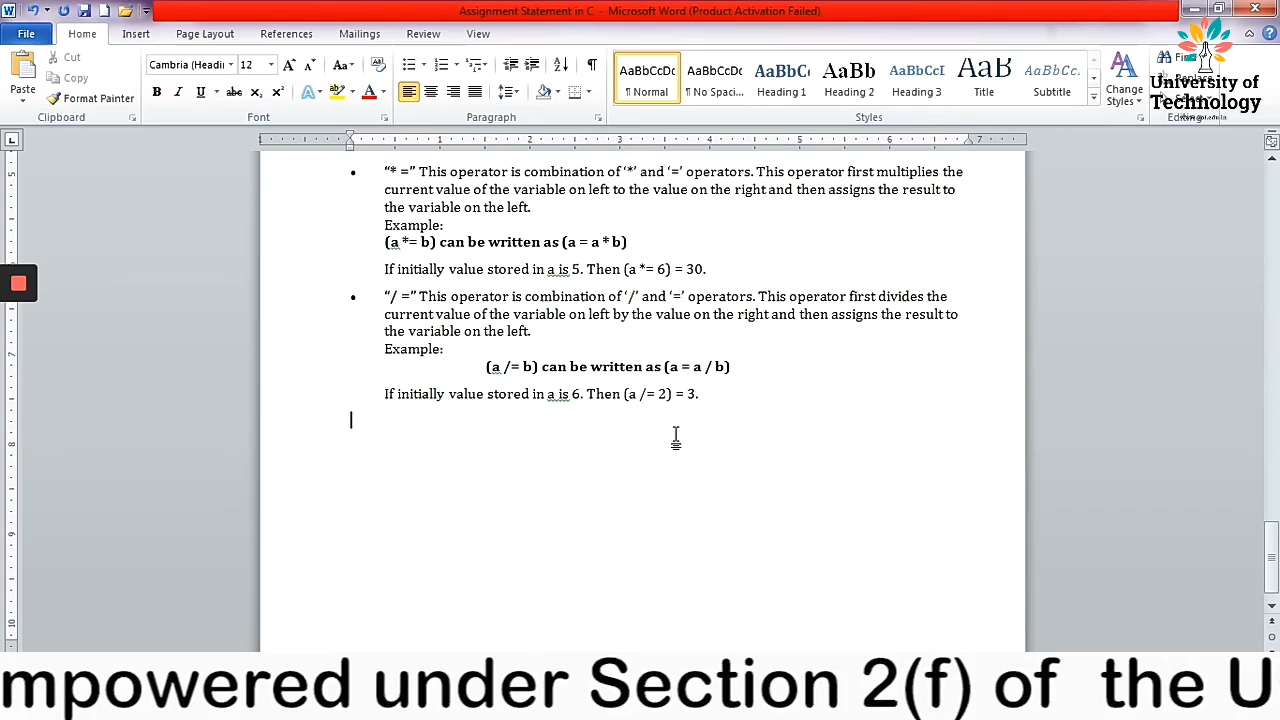 Assignment Statement in C - Microsoft Word (Product Activation Failed)
File Home Insert Page Layout References Mailings Review View
Cut
Copy
Paste
Format Painter
Clipboard
Cambria (Headi 12
Font
Paragraph
AaBbCcDc AaBbCcDc AaBbC AaBb AaBbCcI AaB AaBbCc.
¶ Normal ¶ No Spaci... Heading 1 Heading 2 Heading 3 Title Subtitle
Change
Styles
Styles
University of
Technology
“* =” This operator is combination of ‘*’ and ‘=’ operators. This operator first multiplies the
current value of the variable on left to the value on the right and then assigns the result to
the variable on the left.
Example:
(a *= b) can be written as (a = a * b)
If initially value stored in a is 5. Then (a *= 6) = 30.
“/ =” This operator is combination of ‘/’ and ‘=’ operators. This operator first divides the
current value of the variable on left by the value on the right and then assigns the result to
the variable on the left.
Example:
(a /= b) can be written as (a = a / b)
If initially value stored in a is 6. Then (a /= 2) = 3.
mpowered under Section 2(f) of the U